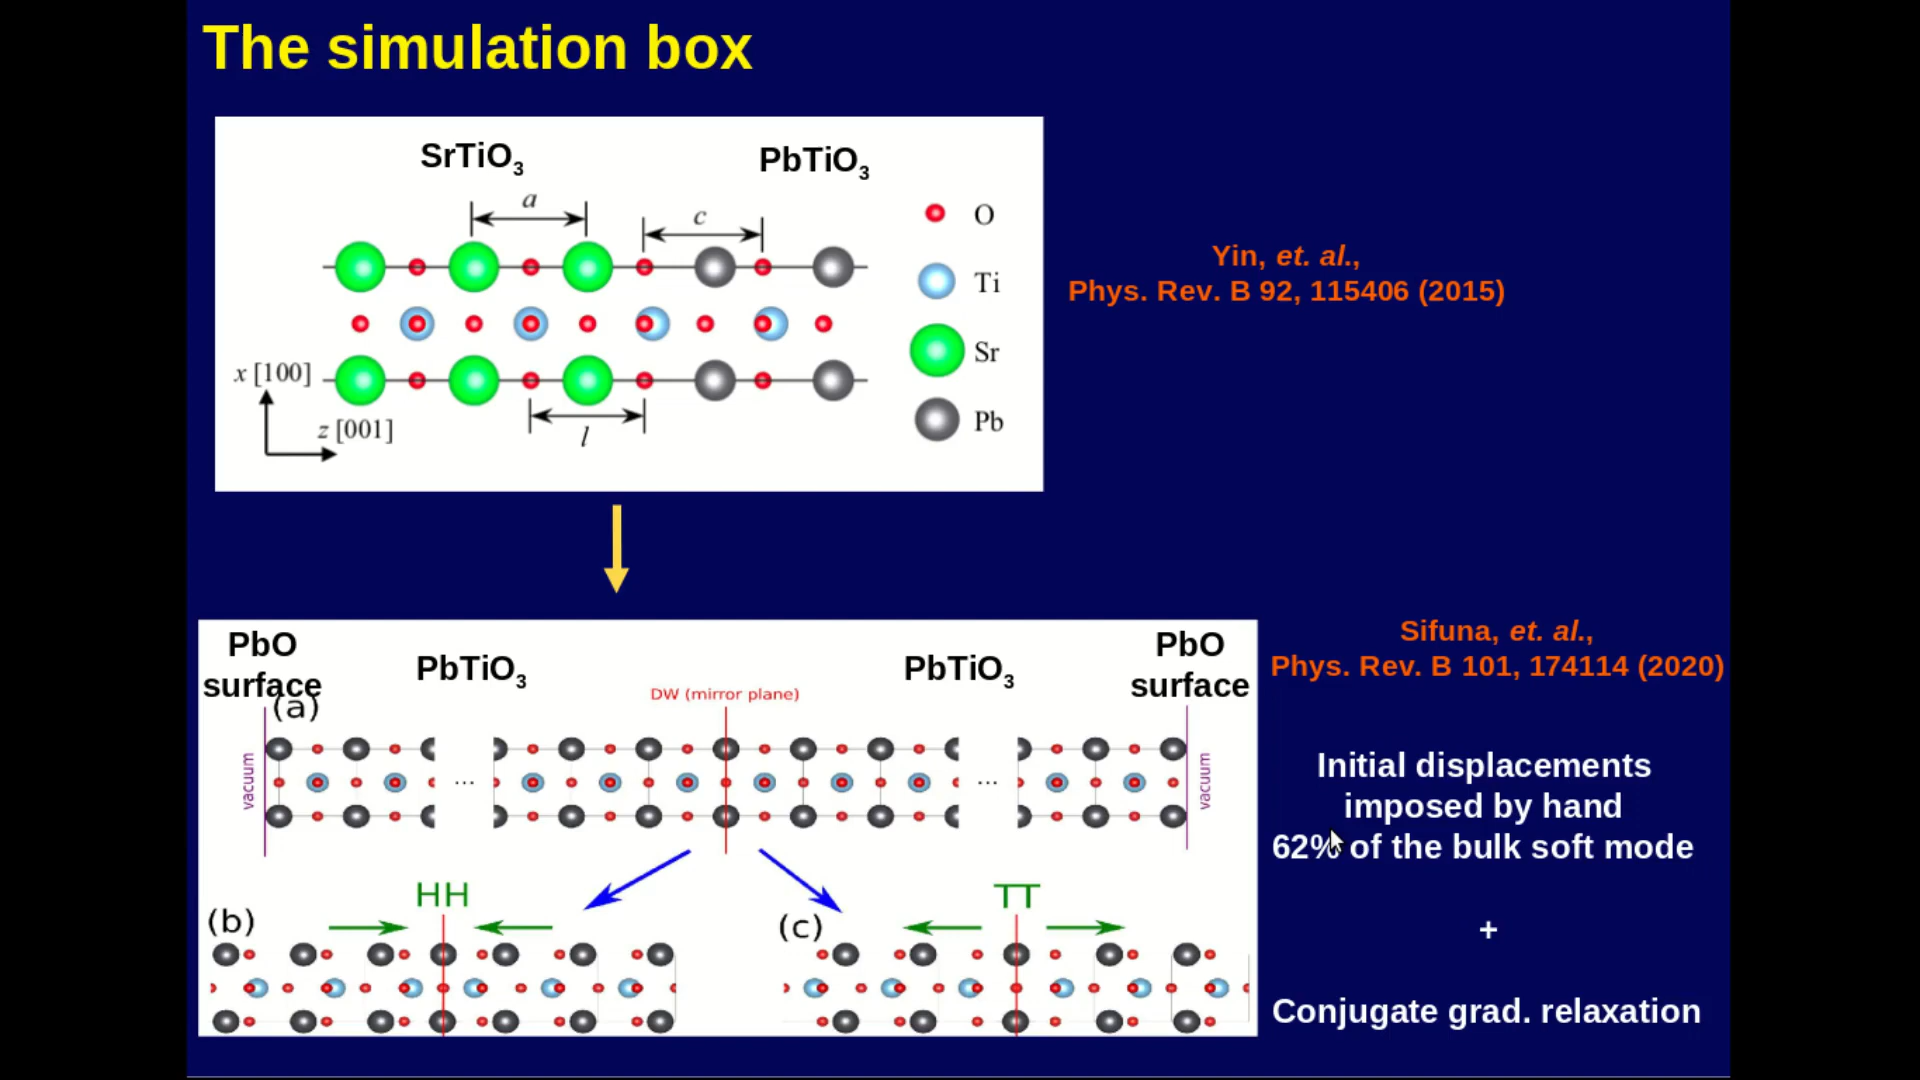 The simulation box
SrTiO3
PbTiO3
a
c
O
Ti
Sr
Pb
x [100]
z [001]
l
Yin, et. al.,
Phys. Rev. B 92, 115406 (2015)
PbO
surface
PbTiO3
PbTiO3
PbO
surface
(a)
DW (mirror plane)
vacuum
...
...
vacuum
HH
TT
(b)
(c)
Sifuna, et. al.,
Phys. Rev. B 101, 174114 (2020)
Initial displacements
imposed by hand
62% of the bulk soft mode
+
Conjugate grad. relaxation